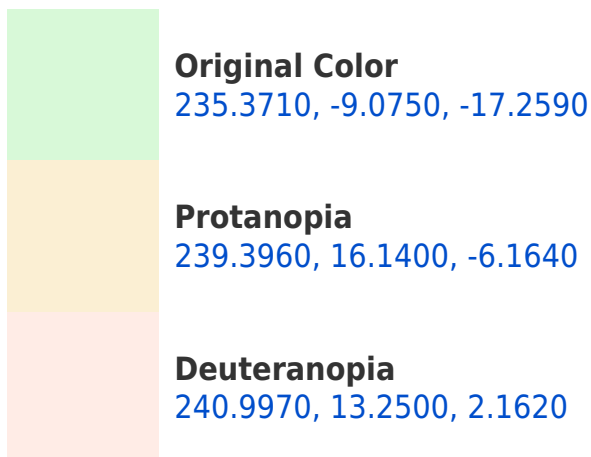 Original Color
235.3710, -9.0750, -17.2590
Protanopia
239.3960, 16.1400, -6.1640
Deuteranopia
240.9970, 13.2500, 2.1620